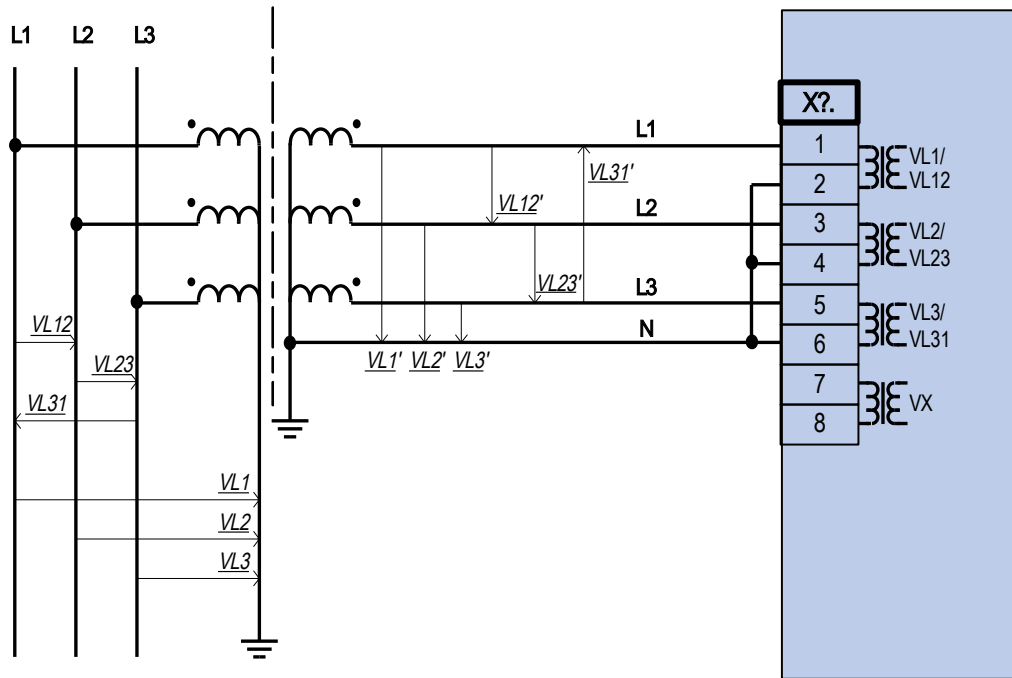 L1 L2 L3
X?.
L1
1
VL1/
VL31'
2
VL12
VL12'
L2
3
VL2/
4
VL23
VL23'
L3
5
VL3/
VL12
N
6
VL31
VL23
VL1' VL2' VL3'
7
VL31
8
VX
VL1
VL2
VL3